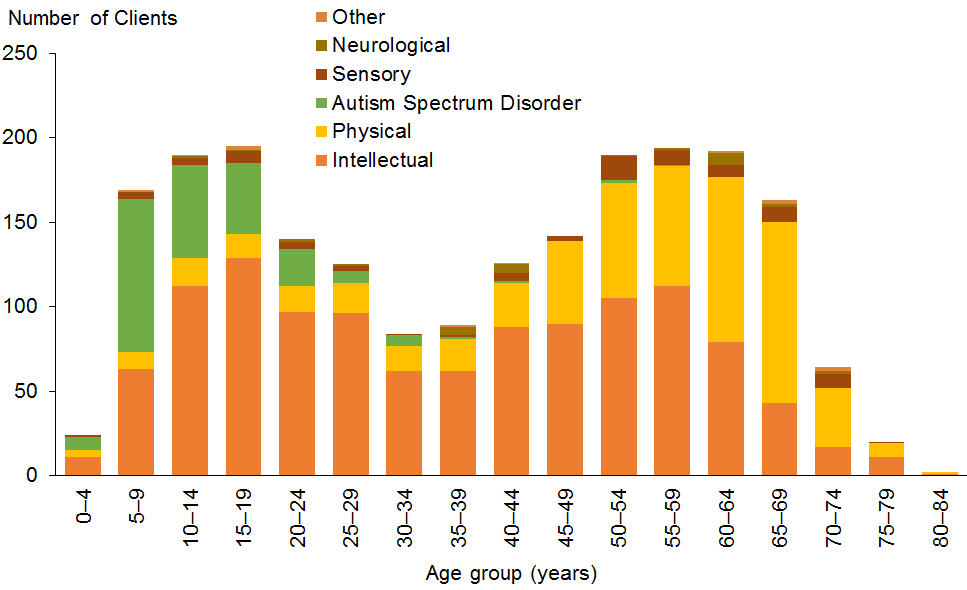 Number of Clients
Other
Neurological
Sensory
Autism Spectrum Disorder
Physical
Intellectual
250
200
150
100
50
0
0–4
5–9
10–14
15–19
20–24
25–29
30–34
35–39
40–44
45–49
50–54
55–59
60–64
65–69
70–74
75–79
80–84
Age group (years)